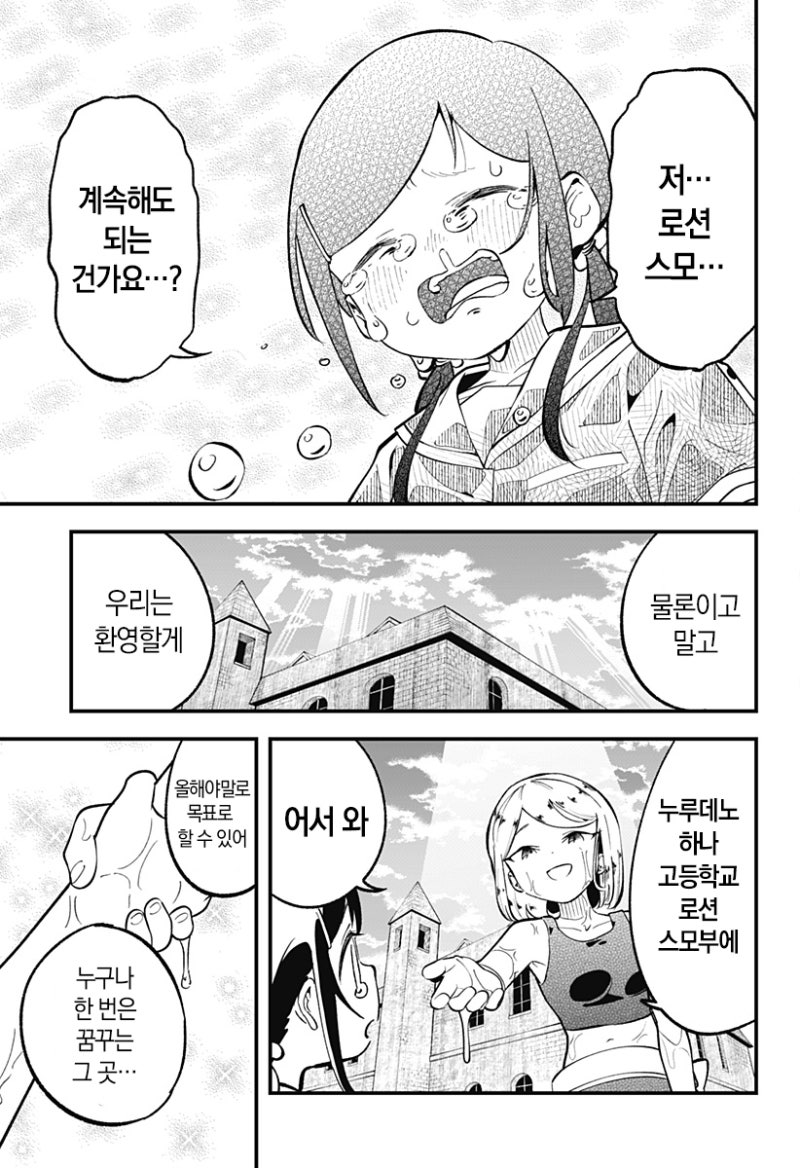 저…
로션
스모…
계속해도
되는
건가요…?
물론이고
말고
우리는
환영할게
누루데노
하나
고등학교
로션
스모부에
어서 와
올해야말로
목표로
할 수 있어
누구나
한 번은
꿈꾸는
그 곳…